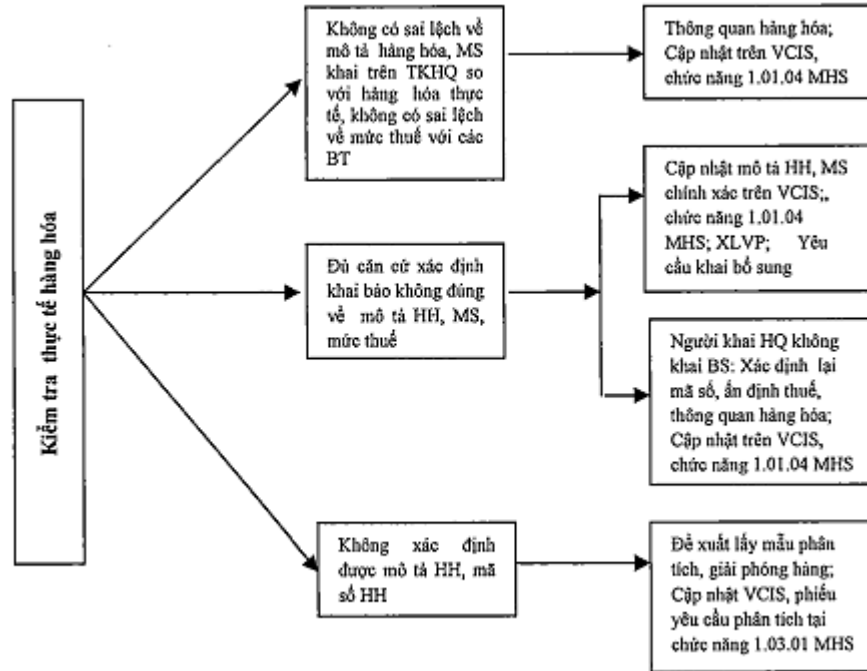 Kiểm tra thực tế hàng hóa
Không có sai lệch về
mô tả hàng hóa, MS
khai trên TKHQ so
với hàng hóa thực
tế, không có sai lệch
về mức thuế với các
BT
Thông quan hàng hóa;
Cập nhật trên VCIS,
chức năng 1.01.04 MHS
Đủ căn cứ xác định
khai báo không đúng
về mô tả HH, MS,
mức thuế
Cập nhật mô tả HH, MS
chính xác trên VCIS;,
chức năng 1.01.04
MHS; XLVP; Yêu
cầu khai bổ sung
Người khai HQ không
khai BS: Xác định lại
mã số, ấn định thuế,
thông quan hàng hóa;
Cập nhật trên VCIS,
chức năng 1.01.04 MHS
Không xác định
được mô tả HH, mã
số HH
Đề xuất lấy mẫu phân
tích, giải phóng hàng;
Cập nhật VCIS, phiếu
yêu cầu phân tích tại
chức năng 1.03.01 MHS